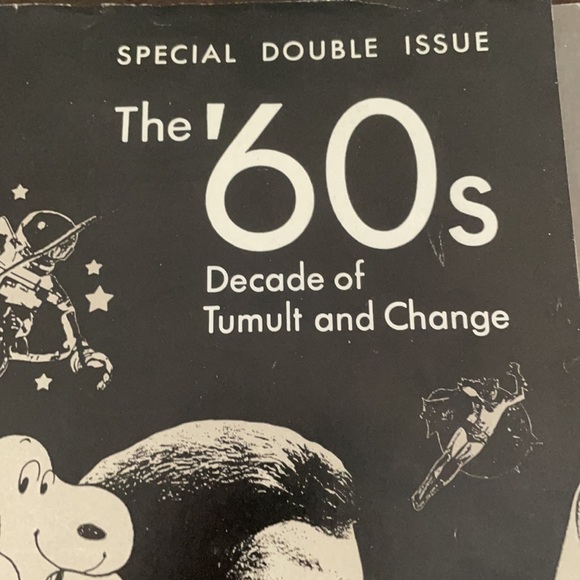 SPECIAL DOUBLE ISSUE
The '60s
Decade of
Tumult and Change